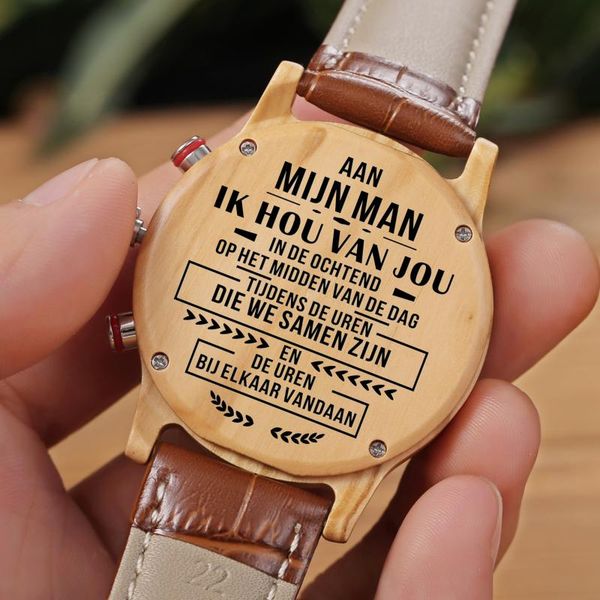 AAN
MIJN MAN
IK HOU VAN JOU
IN DE OCHTEND
OP HET MIDDEN VAN DE DAG
TIJDENS DE UREN
DIE WE SAMEN ZIJN
EN
DE UREN
BIJ ELKAAR VANDAAN
22